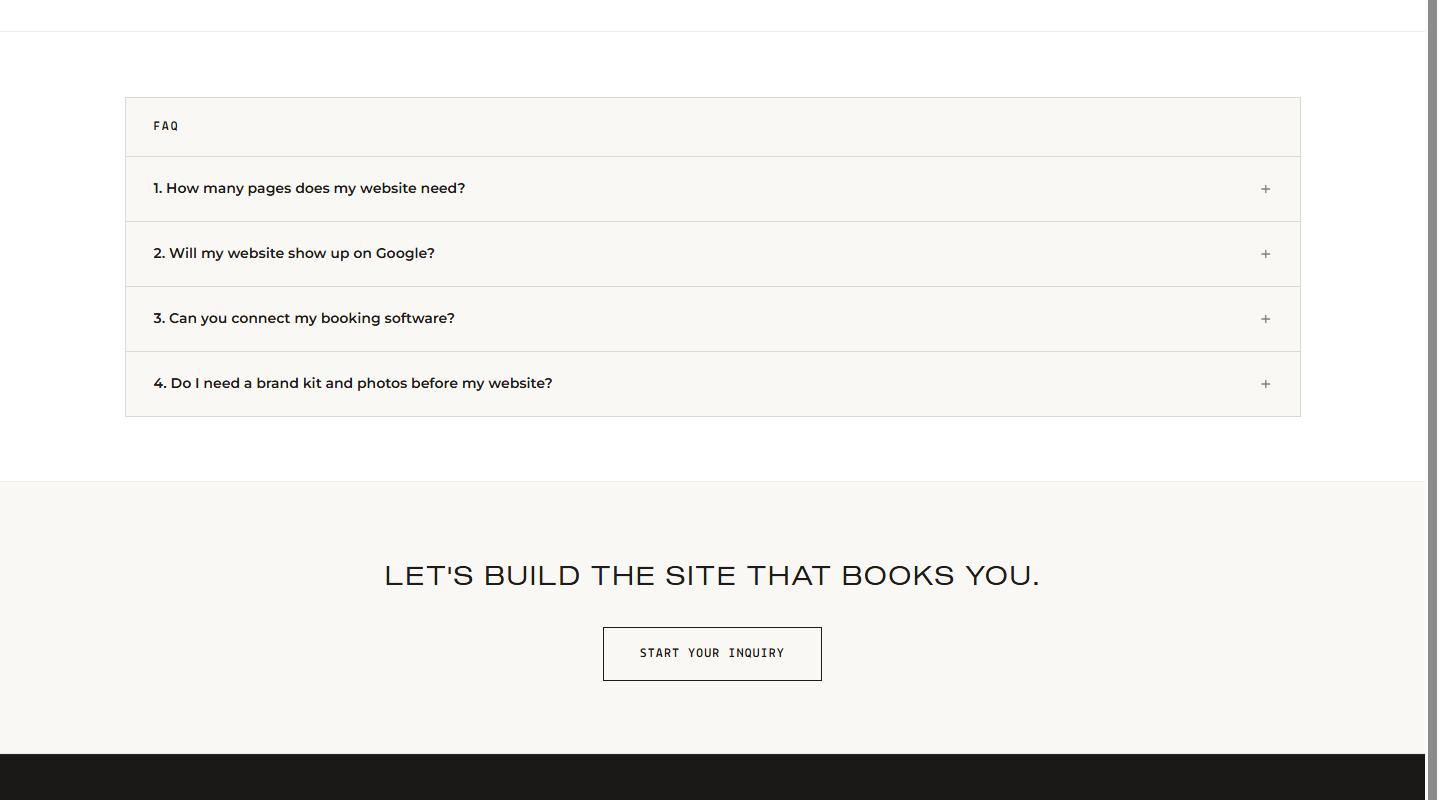 FAQ
1. How many pages does my website need?
+
2. Will my website show up on Google?
+
3. Can you connect my booking software?
+
4. Do I need a brand kit and photos before my website?
+
LET'S BUILD THE SITE THAT BOOKS YOU.
START YOUR INQUIRY